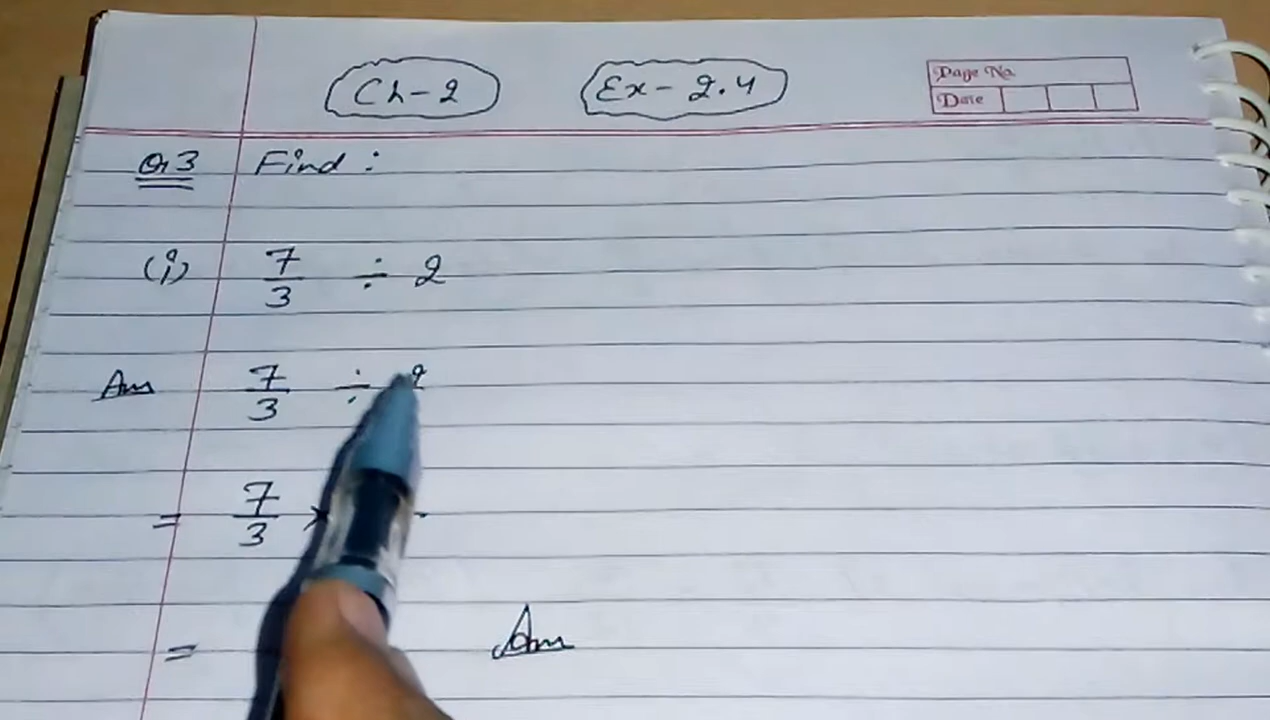 Ch-2 Ex-2.4 Page No.
Date
Q3 Find:
(i) 7/3 ÷ 2
Ans 7/3 ÷ 2
= 7/3 ×
= Ans